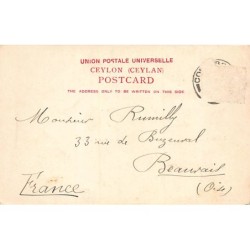 UNION POSTALE UNIVERSELLE
CEYLON (CEYLAN)
POSTCARD
THE ADDRESS ONLY TO BE WRITTEN ON THIS SIDE.
Monsieur Rumilly
33 rue de
Beauvais
(Oise)
France